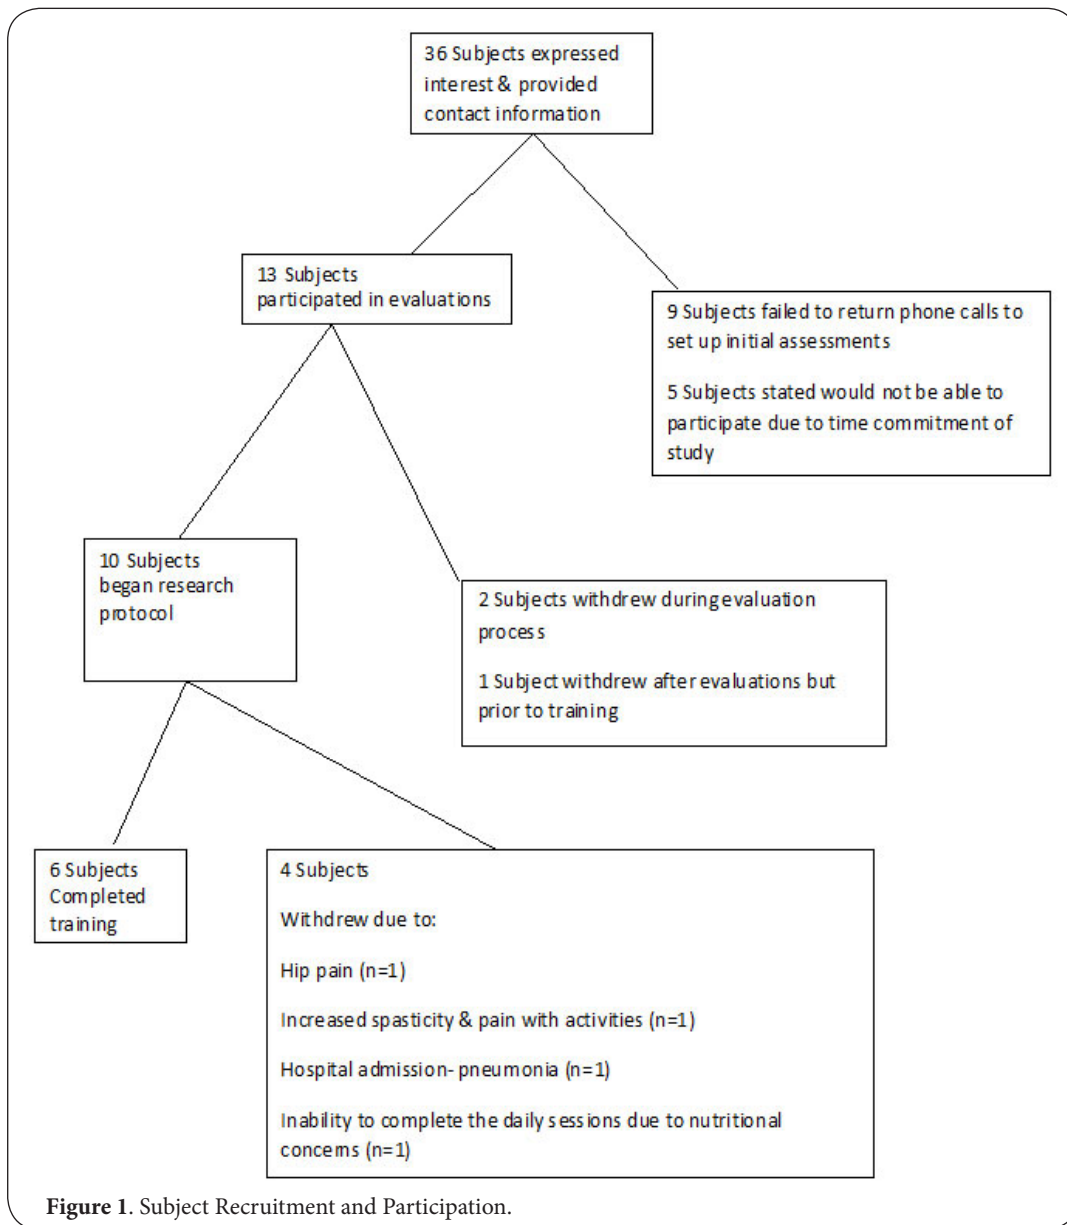 36 Subjects expressed
interest & provided
contact information
13 Subjects
participated in evaluations
9 Subjects failed to return phone calls to
set up initial assessments
5 Subjects stated would not be able to
participate due to time commitment of
study
10 Subjects
began research
protocol
2 Subjects withdrew during evaluation
process
1 Subject withdrew after evaluations but
prior to training
6 Subjects
Completed
training
4 Subjects
Withdrew due to:
Hip pain (n=1)
Increased spasticity & pain with activities (n=1)
Hospital admission- pneumonia (n=1)
Inability to complete the daily sessions due to nutritional
concerns (n=1)
Figure 1. Subject Recruitment and Participation.